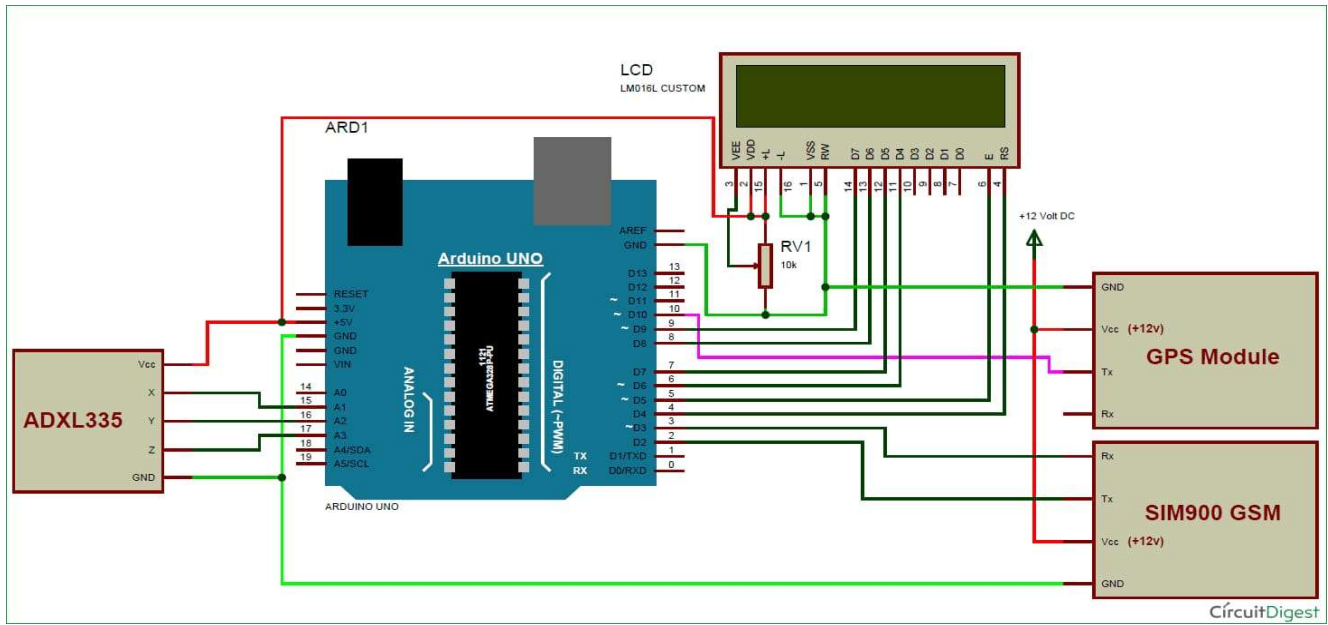 LCD
LM016L CUSTOM
ARD1
VEE
VDD
+L
-L
VSS
RW
D7
D6
D5
D4
D3
D2
D1
D0
E
RS
3
2
15
16
1
5
14
13
12
11
10
9
8
7
6
4
+12 Volt DC
RV1
10k
Arduino UNO
AREF
GND
D13 13
D12 12
~ D11 11
~ D10 10
~ D9 9
D8 8
D7 7
~ D6 6
~ D5 5
D4 4
~ D3 3
D2 2
TX D1/TXD 1
RX D0/RXD 0
RESET
3.3V
+5V
GND
GND
VIN
14 A0
15 A1
16 A2
17 A3
18 A4/SDA
19 A5/SCL
ANALOG IN
1121
ATMEGA328P-PU
DIGITAL (~PWM)
ARDUINO UNO
ADXL335
Vcc
X
Y
Z
GND
GND
Vcc (+12v)
GPS Module
Tx
Rx
Rx
Tx
SIM900 GSM
Vcc (+12v)
GND
CírcuitDigest